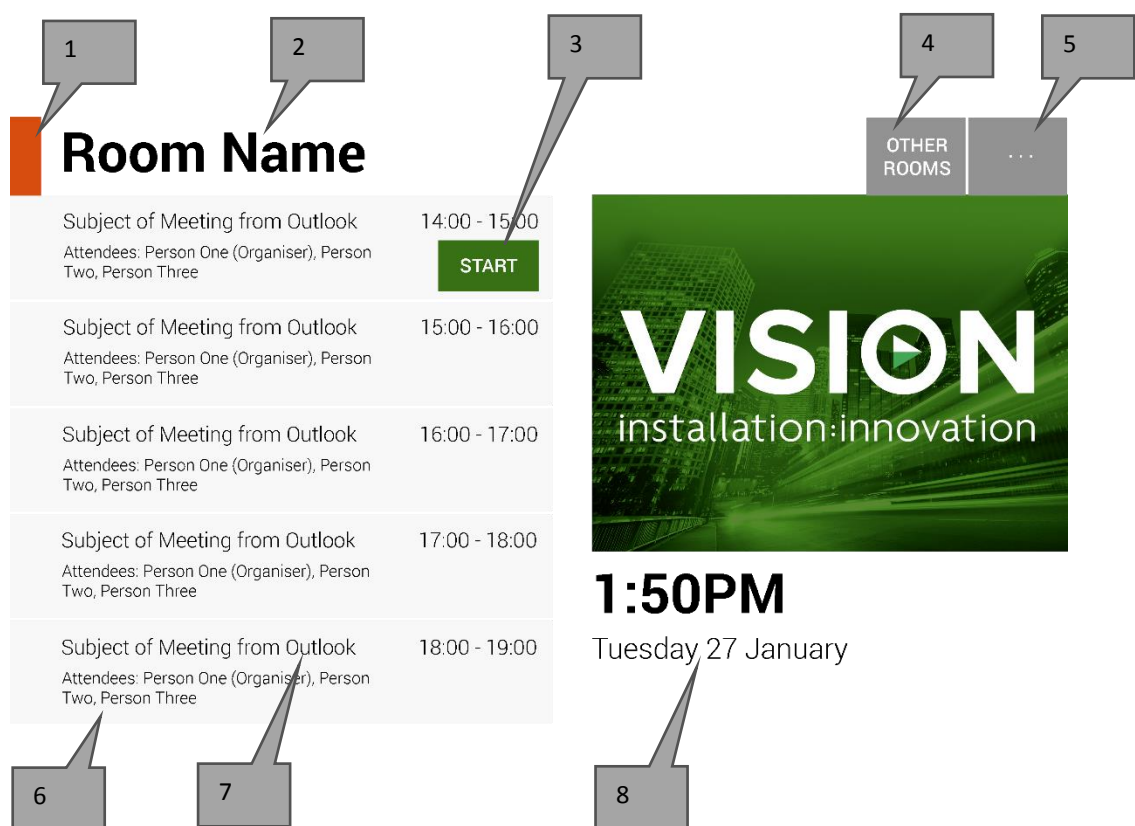 1
2
3
4
5
Room Name
OTHER
ROOMS
...
Subject of Meeting from Outlook
14:00 - 15:00
Attendees: Person One (Organiser), Person
Two, Person Three
START
Subject of Meeting from Outlook
15:00 - 16:00
Attendees: Person One (Organiser), Person
Two, Person Three
Subject of Meeting from Outlook
16:00 - 17:00
Attendees: Person One (Organiser), Person
Two, Person Three
Subject of Meeting from Outlook
17:00 - 18:00
Attendees: Person One (Organiser), Person
Two, Person Three
Subject of Meeting from Outlook
18:00 - 19:00
Attendees: Person One (Organiser), Person
Two, Person Three
VISION
installation:innovation
1:50PM
Tuesday 27 January
6
7
8